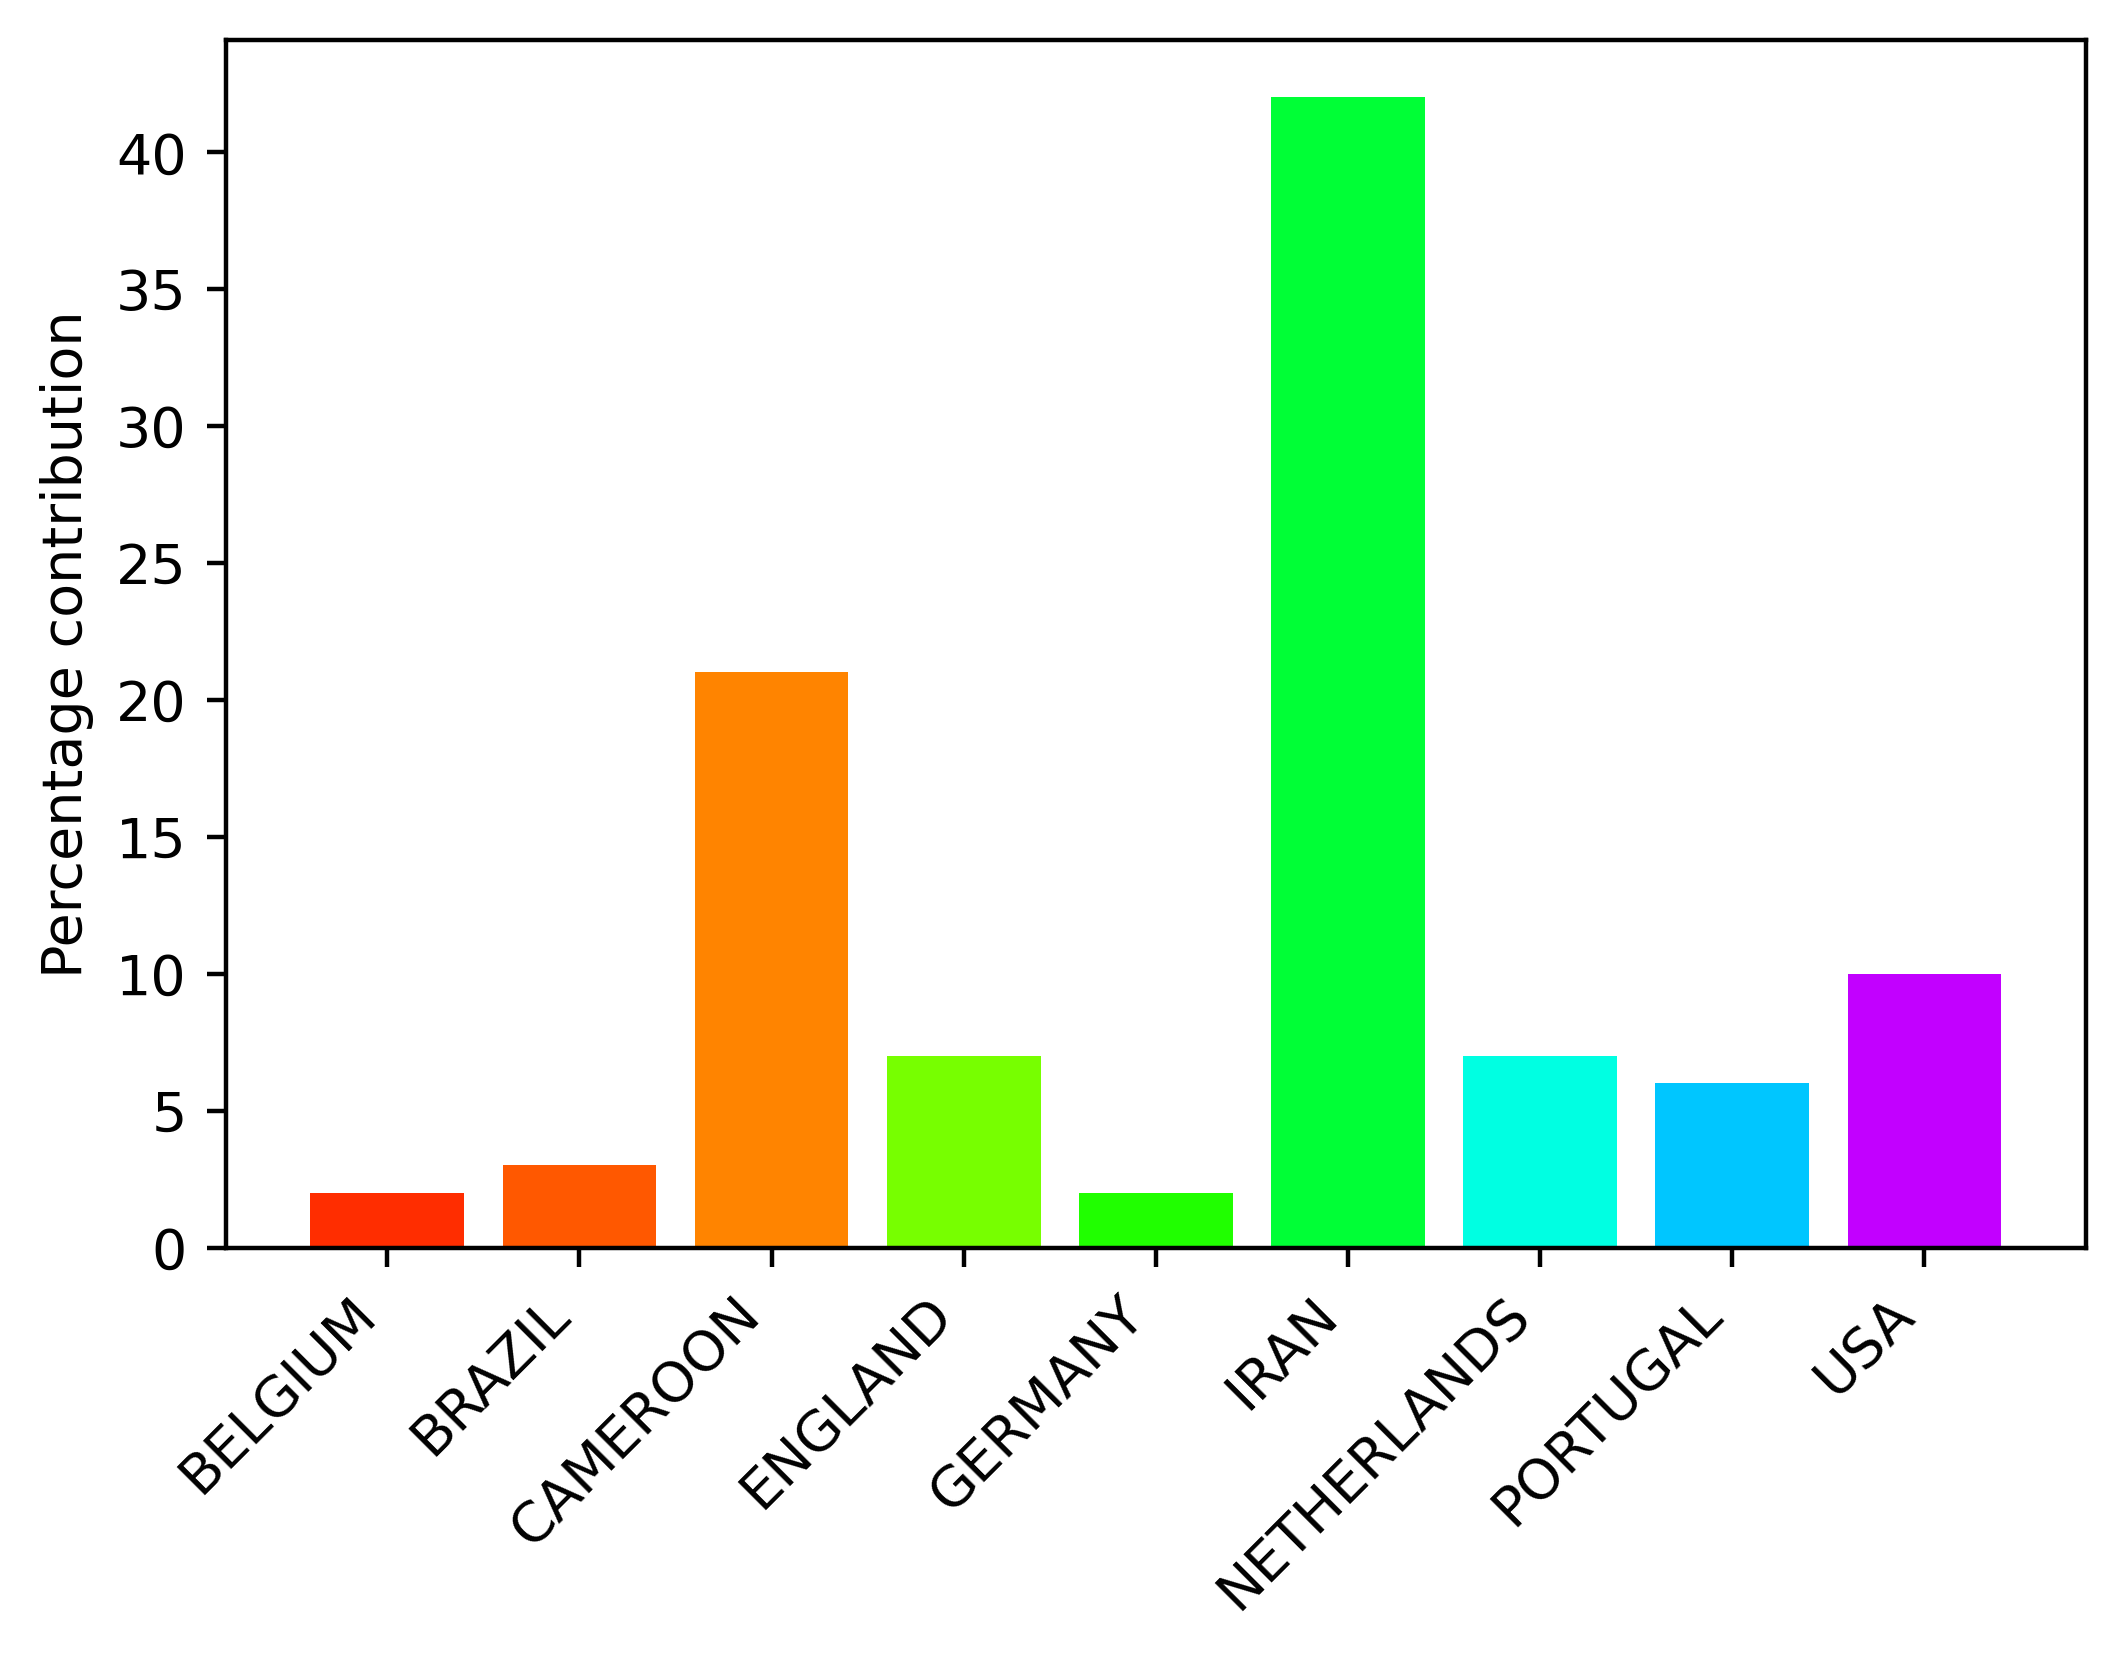 Percentage contribution
40
35
30
25
20
15
10
5
0
BELGIUM
BRAZIL
CAMEROON
ENGLAND
GERMANY
IRAN
NETHERLANDS
PORTUGAL
USA